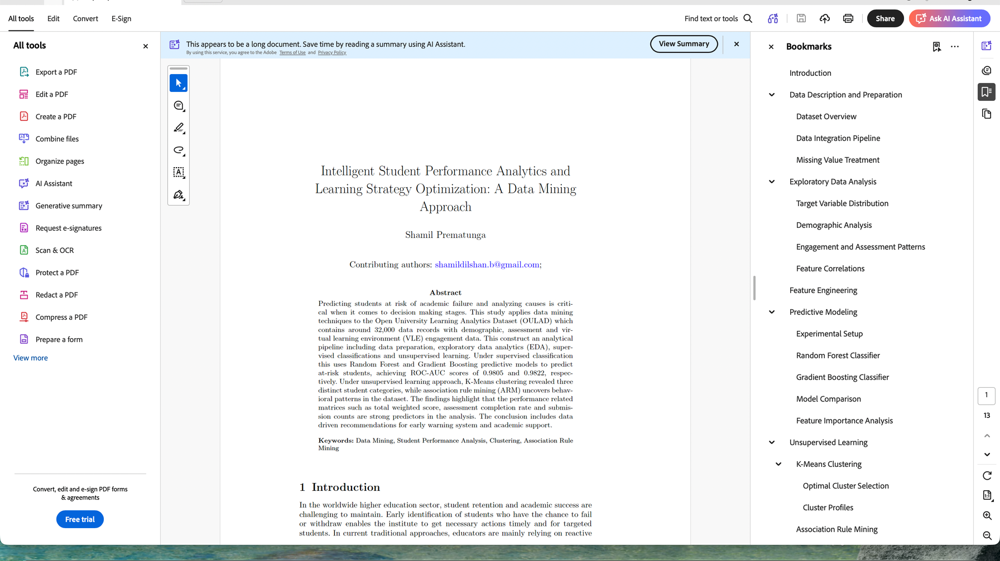 All tools
Edit
Convert
E-Sign
Find text or tools
Share
Ask AI Assistant
All tools
Export a PDF
Edit a PDF
Create a PDF
Combine files
Organize pages
AI Assistant
Generative summary
Request e-signatures
Scan & OCR
Protect a PDF
Redact a PDF
Compress a PDF
Prepare a form
View more
Convert, edit and e-sign PDF forms
& agreements
Free trial
This appears to be a long document. Save time by reading a summary using AI Assistant.
By using this service, you agree to the Adobe Terms of Use and Privacy Policy
View Summary
Intelligent Student Performance Analytics and
Learning Strategy Optimization: A Data Mining
Approach
Shamil Prematunga
Contributing authors: shamildilshan.b@gmail.com;
Abstract
Predicting students at risk of academic failure and analyzing causes is criti-
cal when it comes to decision making stages. This study applies data mining
techniques to the Open University Learning Analytics Dataset (OULAD) which
contains around 32,000 data records with demographic, assessment and vir-
tual learning environment (VLE) engagement data. This construct an analytical
pipeline including data preparation, exploratory data analytics (EDA), super-
vised classifications and unsupervised learning. Under supervised classification
this uses Random Forest and Gradient Boosting predictive models to predict
at-risk students, achieving ROC-AUC scores of 0.9805 and 0.9822, respec-
tively. Under unsupervised learning approach, K-Means clustering revealed three
distinct student categories, while association rule mining (ARM) uncovers behav-
ioral patterns in the dataset. The findings highlight that the performance related
matrices such as total weighted score, assessment completion rate and submis-
sion counts are strong predictors in the analysis. The conclusion includes data
driven recommendations for early warning system and academic support.
Keywords: Data Mining, Student Performance Analysis, Clustering, Association Rule
Mining
1 Introduction
In the worldwide higher education sector, student retention and academic success are
challenging to maintain. Early identification of students who have the chance to fail
or withdraw enables the institute to get necessary actions timely and for targeted
students. In current traditional approaches, educators are mainly relying on reactive
Bookmarks
Introduction
Data Description and Preparation
Dataset Overview
Data Integration Pipeline
Missing Value Treatment
Exploratory Data Analysis
Target Variable Distribution
Demographic Analysis
Engagement and Assessment Patterns
Feature Correlations
Feature Engineering
Predictive Modeling
Experimental Setup
Random Forest Classifier
Gradient Boosting Classifier
Model Comparison
Feature Importance Analysis
Unsupervised Learning
K-Means Clustering
Optimal Cluster Selection
Cluster Profiles
Association Rule Mining
1
13